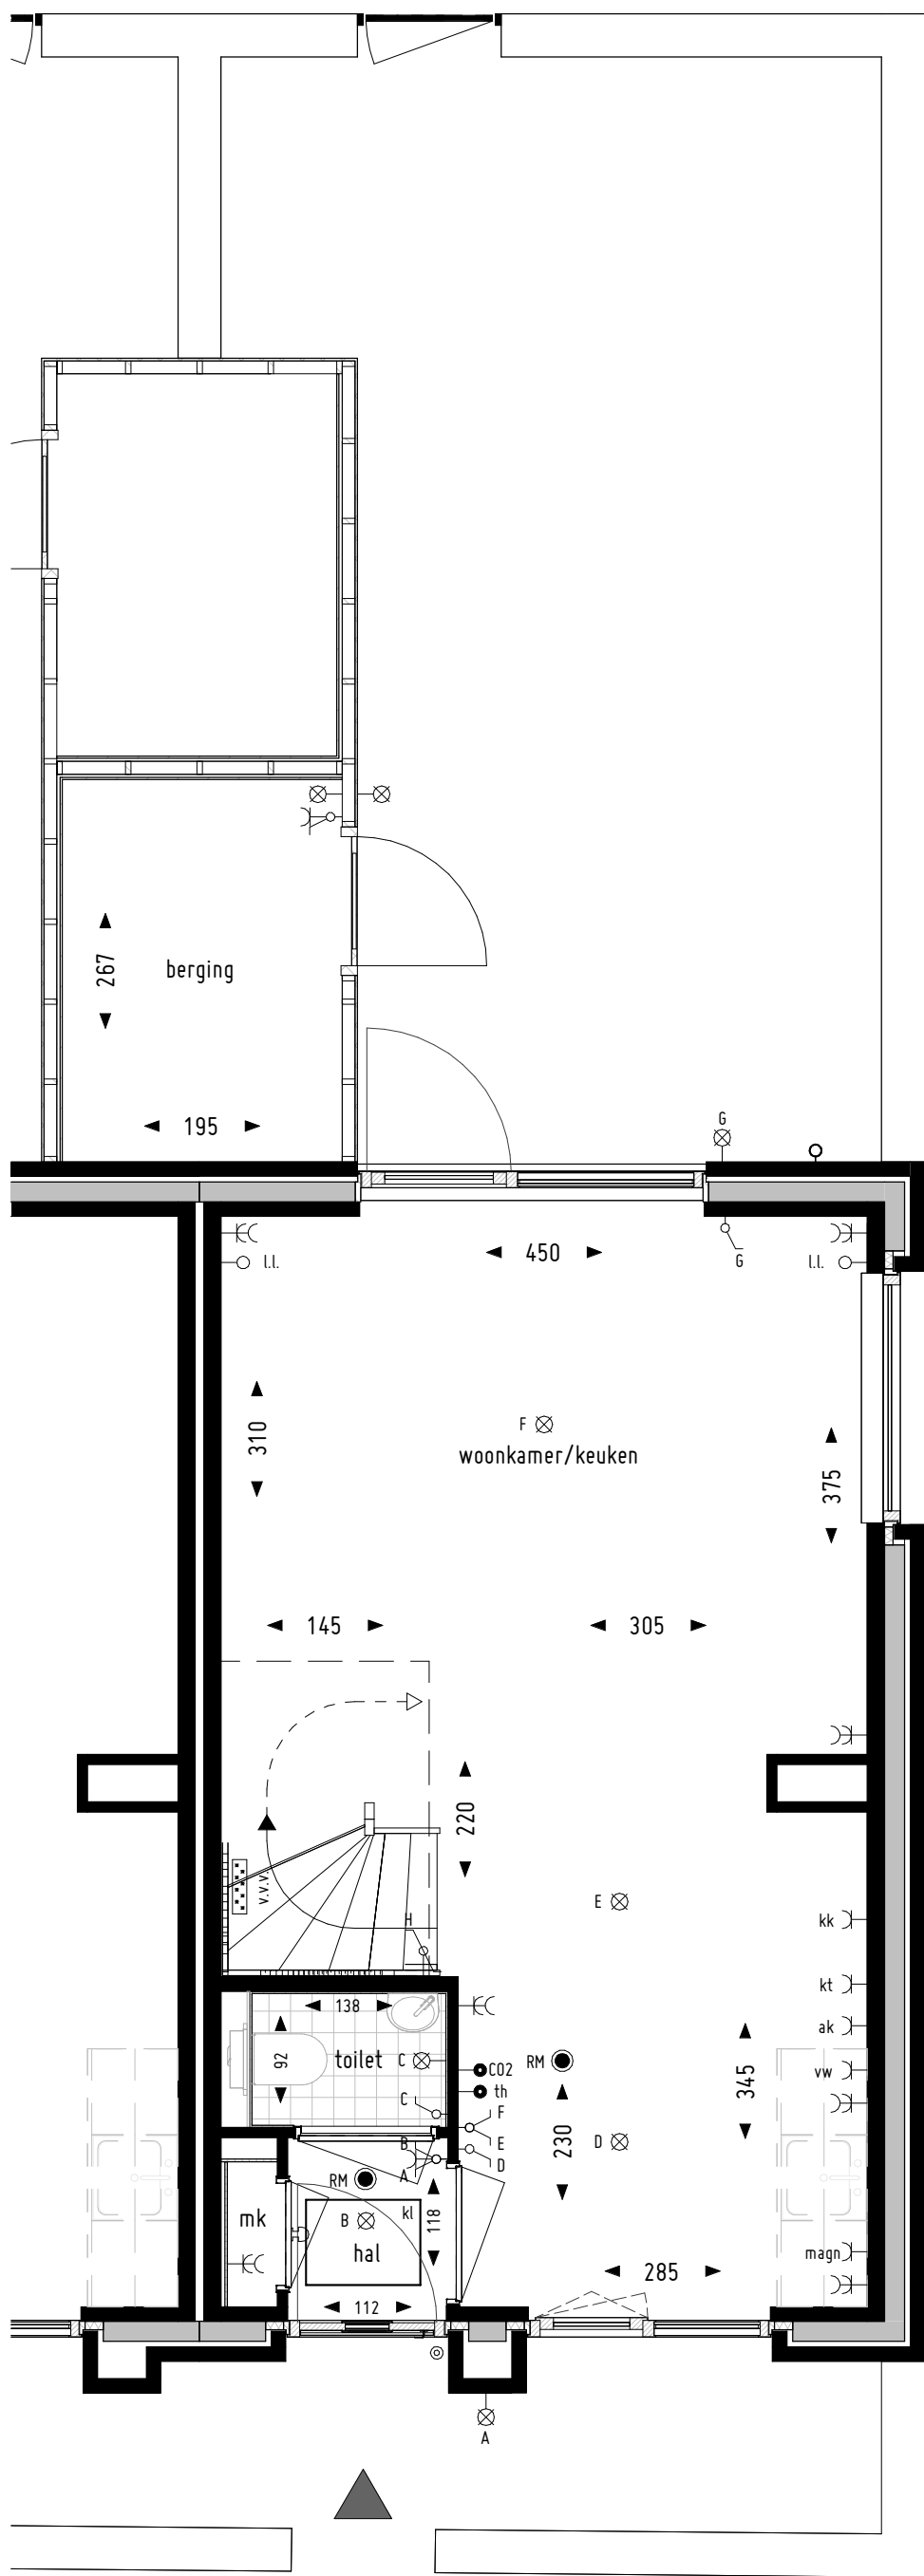 267
berging
195
G
l.l.
450
G
l.l.
310
F
woonkamer/keuken
375
145
305
220
v.v.v.
H
E
kk
kt
138
ak
92
toilet
C
CO2
RM
vw
345
th
C
F
230
B
E
D
D
A
RM
kl
118
mk
B
hal
magn
285
112
A